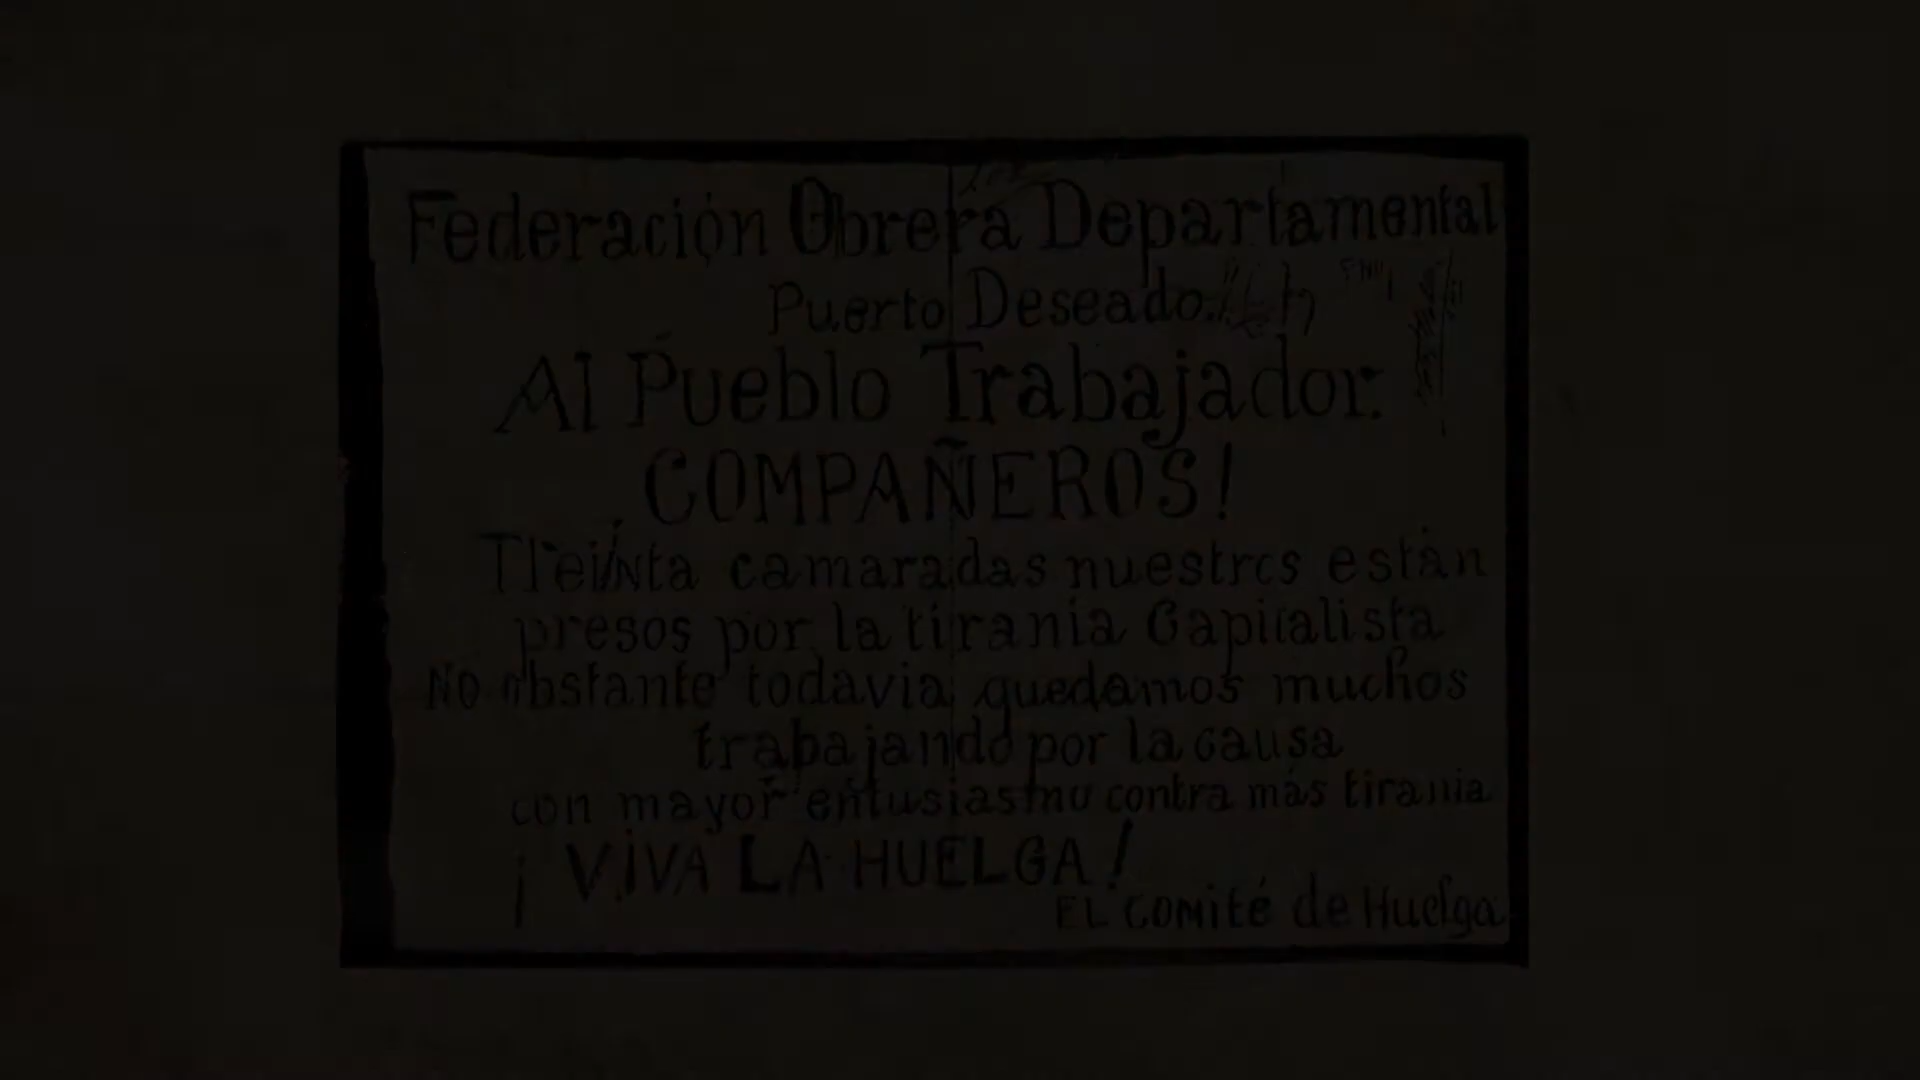 Federación Obrera Departamental
Puerto Deseado.
Al Pueblo Trabajador.
COMPAÑEROS!
Treinta camaradas nuestros están
presos por la tirania Capitalista
No obstante todavia quedamos muchos
trabajando por la causa
con mayor entusiasmo contra más tirania
¡VIVA LA HUELGA!
EL COMité de Huelga